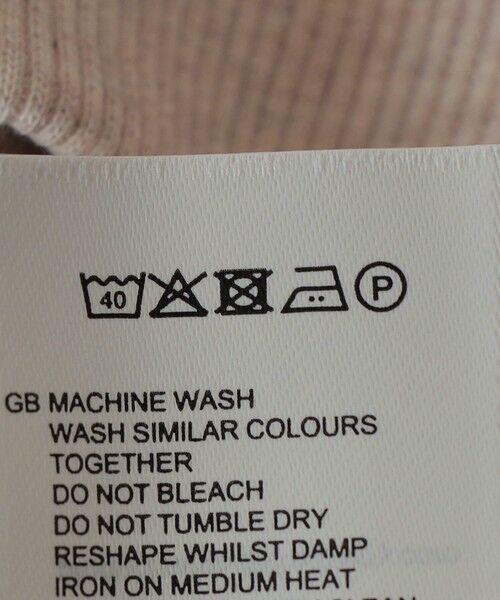 40 P
GB MACHINE WASH
WASH SIMILAR COLOURS
TOGETHER
DO NOT BLEACH
DO NOT TUMBLE DRY
RESHAPE WHILST DAMP
IRON ON MEDIUM HEAT